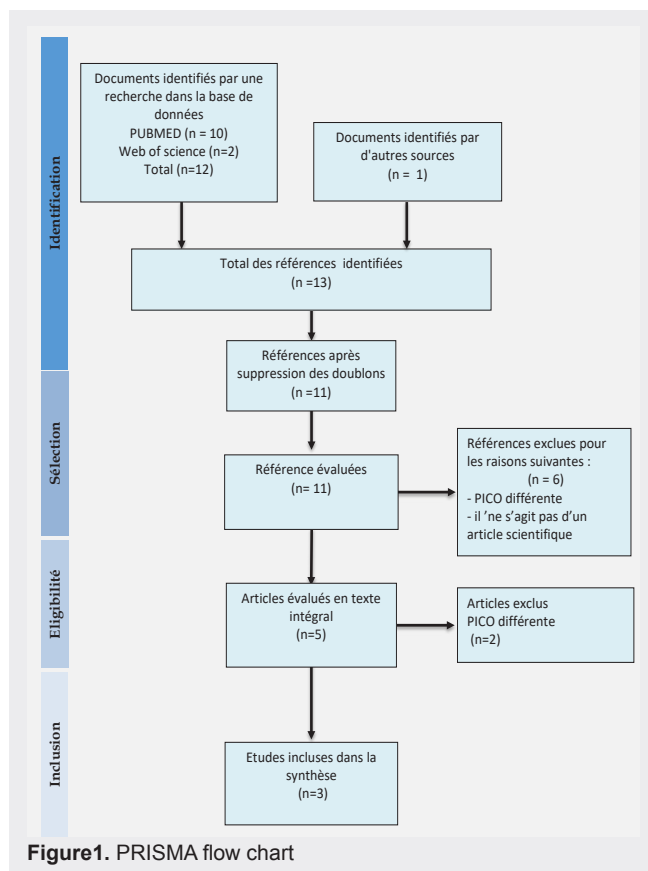 Identification
Documents identifiés par une
recherche dans la base de
données
PUBMED (n = 10)
Web of science (n=2)
Total (n=12)
Documents identifiés par
d'autres sources
(n = 1)
Total des références identifiées
(n =13)
Références après
suppression des doublons
(n =11)
Sélection
Référence évaluées
(n= 11)
Références exclues pour
les raisons suivantes :
(n = 6)
- PICO différente
- il 'ne s'agit pas d'un
article scientifique
Eligibilité
Articles évalués en texte
intégral
(n=5)
Articles exclus
PICO différente
(n=2)
Inclusion
Etudes incluses dans la
synthèse
(n=3)
Figure1. PRISMA flow chart